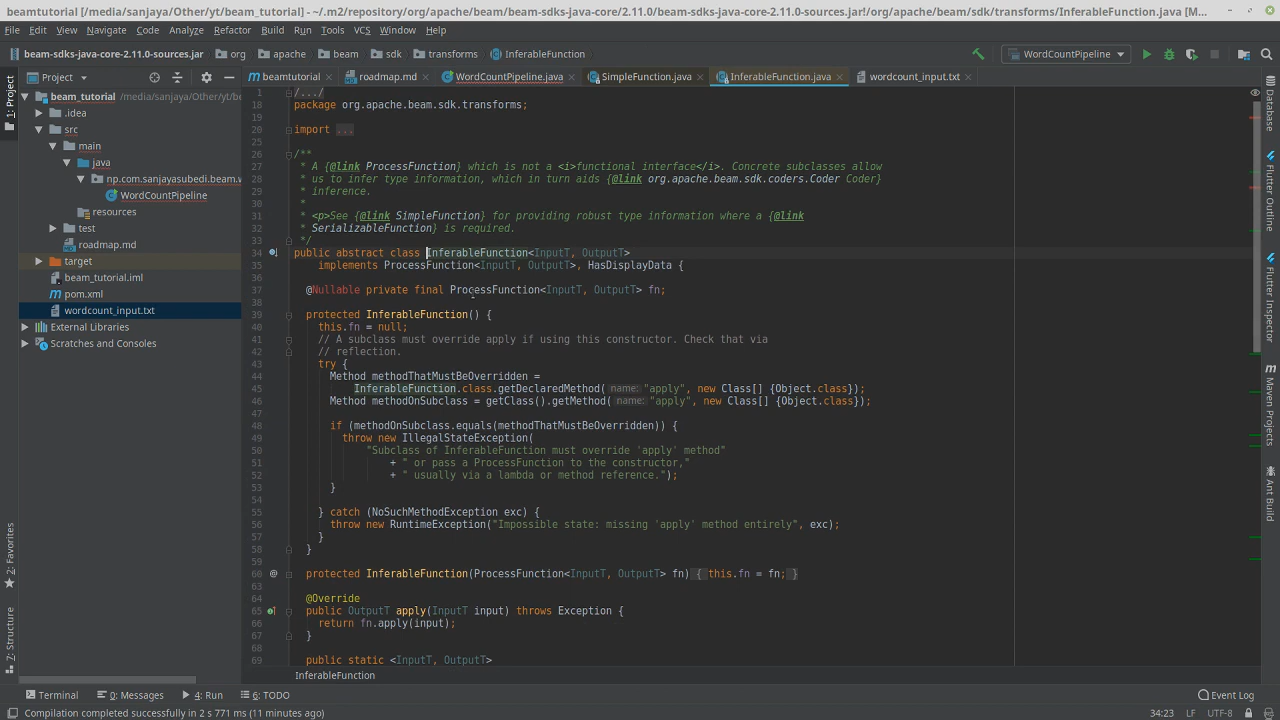 beamtutorial [/media/sanjaya/Other/yt/beam_tutorial] - ~/.m2/repository/org/apache/beam/beam-sdks-java-core/2.11.0/beam-sdks-java-core-2.11.0-sources.jar!/org/apache/beam/sdk/transforms/InferableFunction.java [M...
File Edit View Navigate Code Analyze Refactor Build Run Tools VCS Window Help
beam-sdks-java-core-2.11.0-sources.jar org apache beam sdk transforms InferableFunction WordCountPipeline
Project beamtutorial roadmap.md WordCountPipeline.java SimpleFunction.java InferableFunction.java wordcount_input.txt
1: Project
2: Favorites
7: Structure
beam_tutorial /media/sanjaya/Other/yt/be
.idea
src
main
java
np.com.sanjayasubedi.beam.w
WordCountPipeline
resources
test
roadmap.md
target
beam_tutorial.iml
pom.xml
wordcount_input.txt
External Libraries
Scratches and Consoles
1 /.../
18 package org.apache.beam.sdk.transforms;
19
20 import ...
25
26 /**
27 * A {@link ProcessFunction} which is not a <i>functional interface</i>. Concrete subclasses allow
28 * us to infer type information, which in turn aids {@link org.apache.beam.sdk.coders.Coder Coder}
29 * inference.
30 *
31 * <p>See {@link SimpleFunction} for providing robust type information where a {@link
32 * SerializableFunction} is required.
33 */
34 public abstract class InferableFunction<InputT, OutputT>
35 implements ProcessFunction<InputT, OutputT>, HasDisplayData {
36
37 @Nullable private final ProcessFunction<InputT, OutputT> fn;
38
39 protected InferableFunction() {
40 this.fn = null;
41 // A subclass must override apply if using this constructor. Check that via
42 // reflection.
43 try {
44 Method methodThatMustBeOverridden =
45 InferableFunction.class.getDeclaredMethod( name: "apply", new Class[] {Object.class});
46 Method methodOnSubclass = getClass().getMethod( name: "apply", new Class[] {Object.class});
47
48 if (methodOnSubclass.equals(methodThatMustBeOverridden)) {
49 throw new IllegalStateException(
50 "Subclass of InferableFunction must override 'apply' method"
51 + " or pass a ProcessFunction to the constructor,"
52 + " usually via a lambda or method reference.");
53 }
54
55 } catch (NoSuchMethodException exc) {
56 throw new RuntimeException("Impossible state: missing 'apply' method entirely", exc);
57 }
58 }
59
60 protected InferableFunction(ProcessFunction<InputT, OutputT> fn) { this.fn = fn; }
63
64 @Override
65 public OutputT apply(InputT input) throws Exception {
66 return fn.apply(input);
67 }
68
69 public static <InputT, OutputT>
InferableFunction
Database
Flutter Outline
Flutter Inspector
Maven Projects
Ant Build
Terminal 0: Messages 4: Run 6: TODO Event Log
Compilation completed successfully in 2 s 771 ms (11 minutes ago) 34:23 LF UTF-8